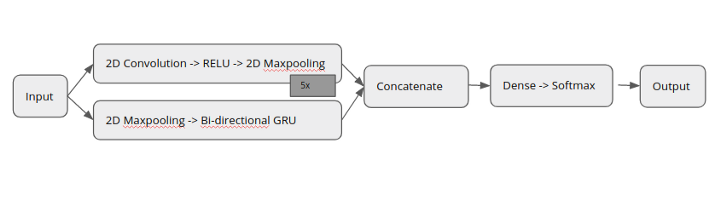 Input
2D Convolution -> RELU -> 2D Maxpooling
5x
2D Maxpooling -> Bi-directional GRU
Concatenate
Dense -> Softmax
Output